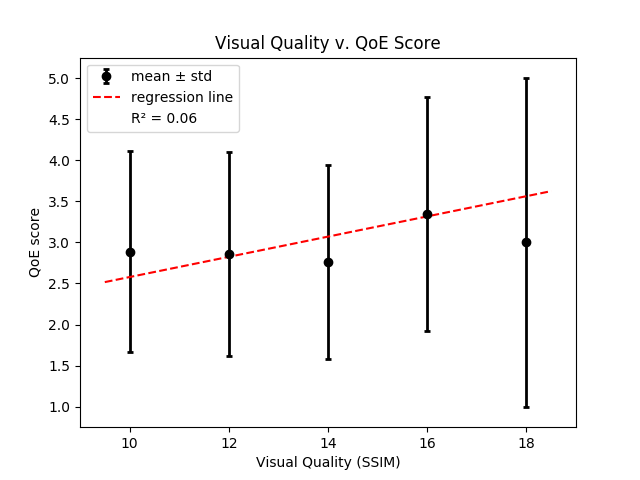 Visual Quality v. QoE Score
mean ± std
regression line
R² = 0.06
5.0
4.5
4.0
3.5
3.0
2.5
2.0
1.5
1.0
QoE score
10 12 14 16 18
Visual Quality (SSIM)